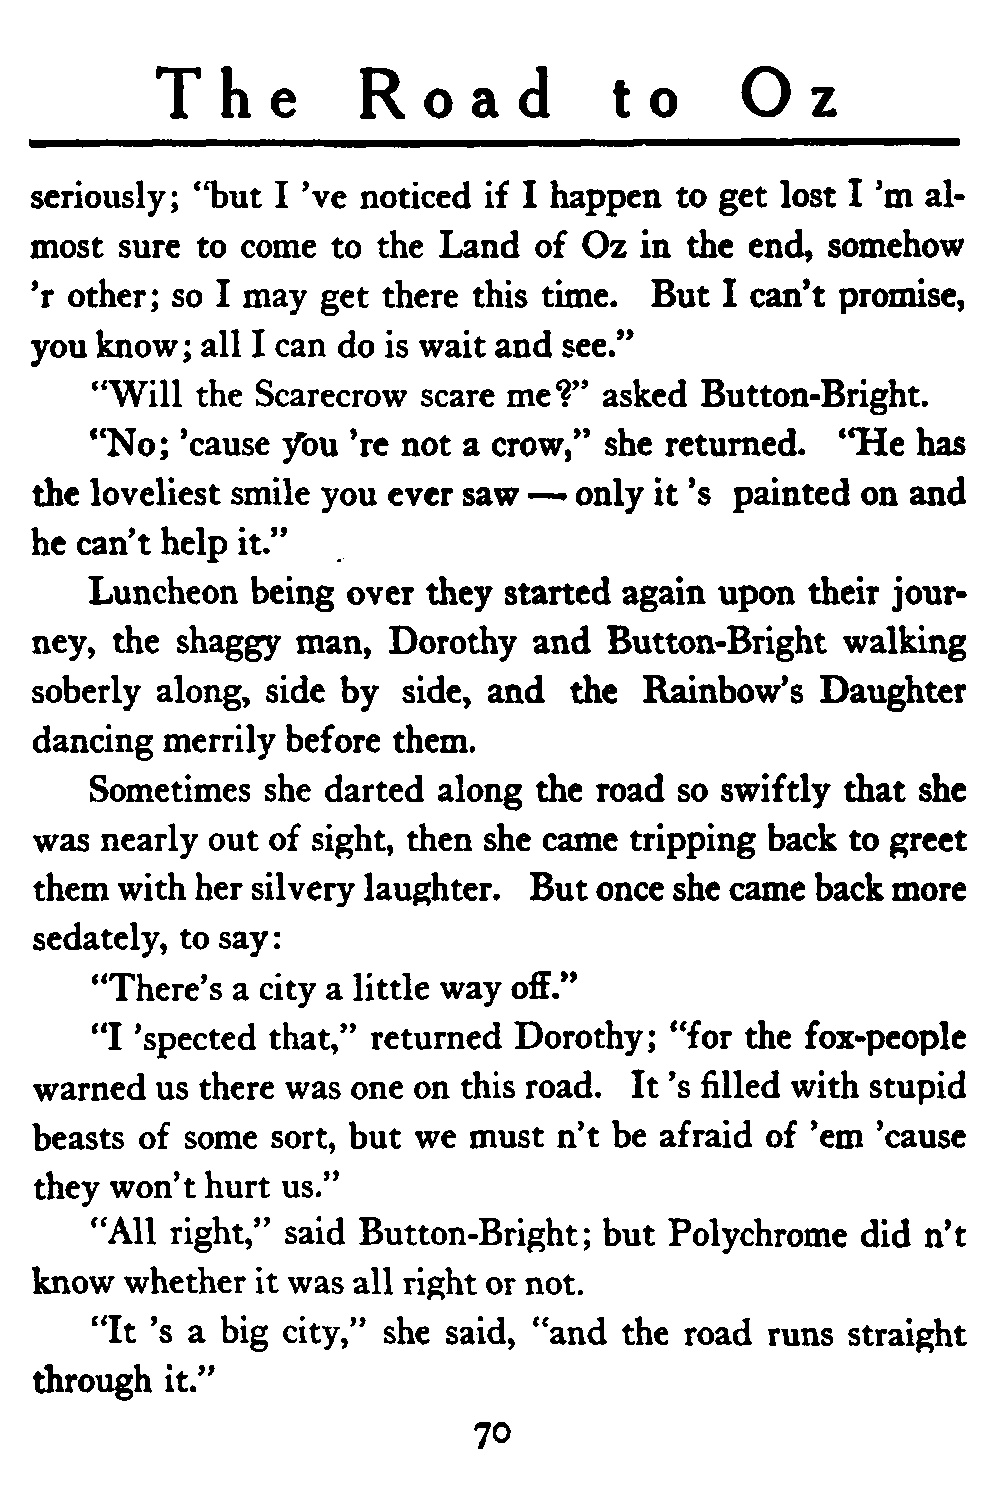 The Road to Oz
seriously; “but I ’ve noticed if I happen to get lost I ’m al-
most sure to come to the Land of Oz in the end, somehow
’r other; so I may get there this time. But I can’t promise,
you know; all I can do is wait and see.”
“Will the Scarecrow scare me?” asked Button-Bright.
“No; ’cause you ’re not a crow,” she returned. “He has
the loveliest smile you ever saw — only it ’s painted on and
he can’t help it.”
Luncheon being over they started again upon their jour-
ney, the shaggy man, Dorothy and Button-Bright walking
soberly along, side by side, and the Rainbow’s Daughter
dancing merrily before them.
Sometimes she darted along the road so swiftly that she
was nearly out of sight, then she came tripping back to greet
them with her silvery laughter. But once she came back more
sedately, to say:
“There’s a city a little way off.”
“I ’spected that,” returned Dorothy; “for the fox-people
warned us there was one on this road. It ’s filled with stupid
beasts of some sort, but we must n’t be afraid of ’em ’cause
they won’t hurt us.”
“All right,” said Button-Bright; but Polychrome did n’t
know whether it was all right or not.
“It ’s a big city,” she said, “and the road runs straight
through it.”
70